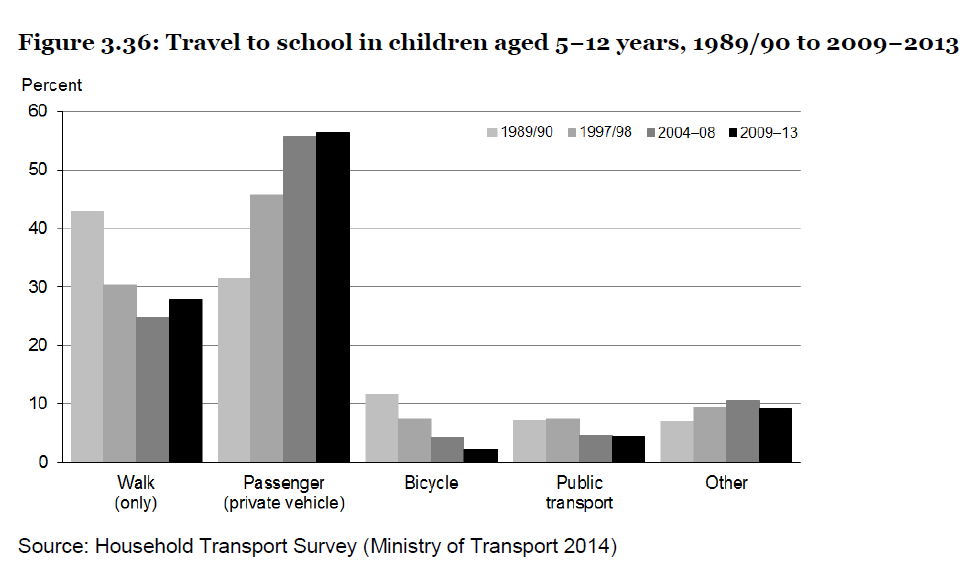 Figure 3.36: Travel to school in children aged 5–12 years, 1989/90 to 2009–2013
Percent
60
1989/90 1997/98 2004–08 2009–13
50
40
30
20
10
0
Walk Passenger Bicycle Public Other
(only) (private vehicle) transport
Source: Household Transport Survey (Ministry of Transport 2014)